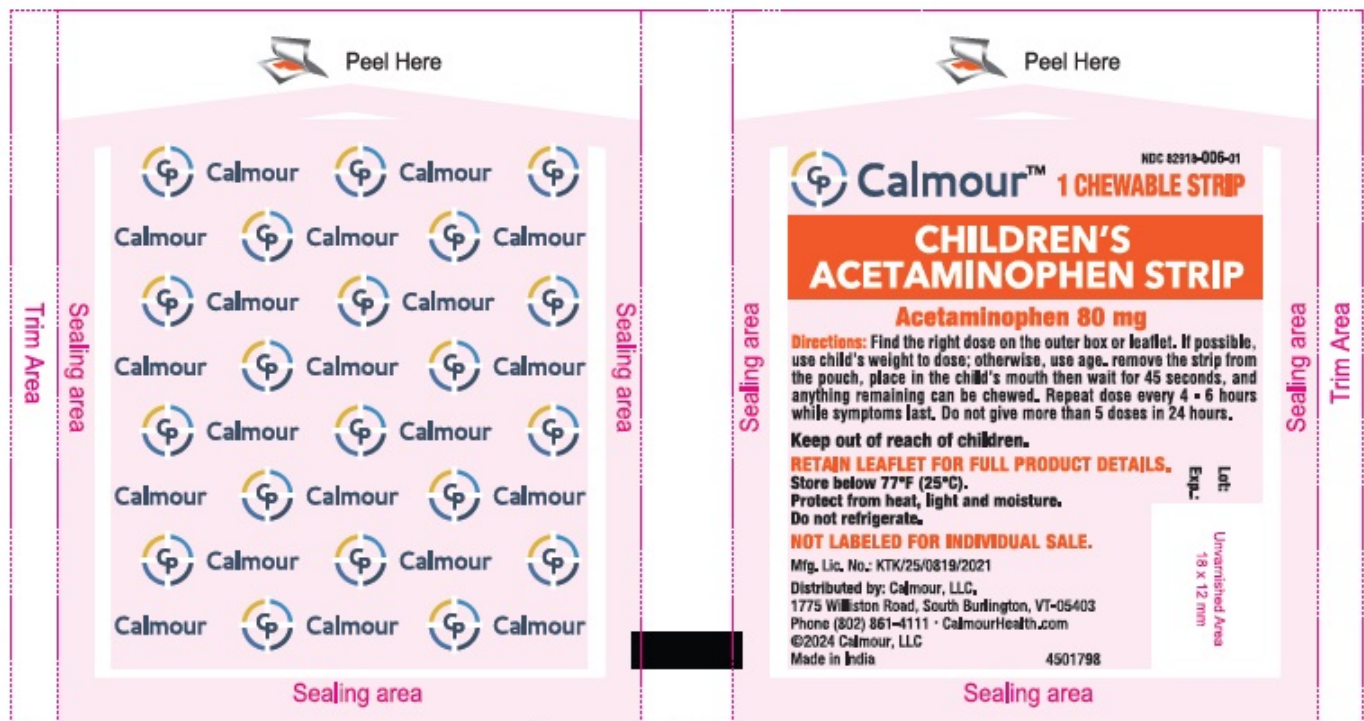 Peel Here
Calmour Calmour
Calmour Calmour Calmour
Calmour Calmour
Calmour Calmour Calmour
Calmour Calmour
Calmour Calmour Calmour
Calmour Calmour
Calmour Calmour Calmour
Trim Area
Sealing area
Sealing area
Sealing area
Peel Here
NDC 82918-006-01
Calmour™ 1 CHEWABLE STRIP
CHILDREN'S
ACETAMINOPHEN STRIP
Acetaminophen 80 mg
Directions: Find the right dose on the outer box or leaflet. If possible,
use child's weight to dose; otherwise, use age. remove the strip from
the pouch, place in the child's mouth then wait for 45 seconds, and
anything remaining can be chewed. Repeat dose every 4 - 6 hours
while symptoms last. Do not give more than 5 doses in 24 hours.
Keep out of reach of children.
RETAIN LEAFLET FOR FULL PRODUCT DETAILS.
Store below 77°F (25°C).
Protect from heat, light and moisture.
Do not refrigerate.
NOT LABELED FOR INDIVIDUAL SALE.
Mfg. Lic. No.: KTK/25/0819/2021
Distributed by: Calmour, LLC.
1775 Williston Road, South Burlington, VT-05403
Phone (802) 861-4111 · CalmourHealth.com
©2024 Calmour, LLC
Made in India 4501798
Lot:
Exp.:
Unvarnished Area
18 x 12 mm
Sealing area
Sealing area
Trim Area
Sealing area